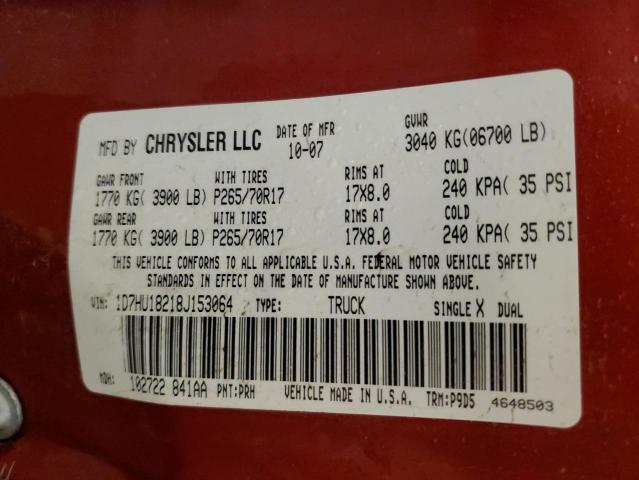 MFD BY CHRYSLER LLC DATE OF MFR 10-07 GVWR 3040 KG(06700 LB)
GAWR FRONT WITH TIRES RIMS AT COLD
1770 KG( 3900 LB) P265/70R17 17X8.0 240 KPA( 35 PSI
GAWR REAR WITH TIRES RIMS AT COLD
1770 KG( 3900 LB) P265/70R17 17X8.0 240 KPA( 35 PSI
THIS VEHICLE CONFORMS TO ALL APPLICABLE U.S.A. FEDERAL MOTOR VEHICLE SAFETY
STANDARDS IN EFFECT ON THE DATE OF MANUFACTURE SHOWN ABOVE.
VIN: 1D7HU18218J153064 TYPE: TRUCK SINGLE X DUAL
MDH: 102722 841AA PNT:PRH VEHICLE MADE IN U.S.A. TRM:P9D5 4648503